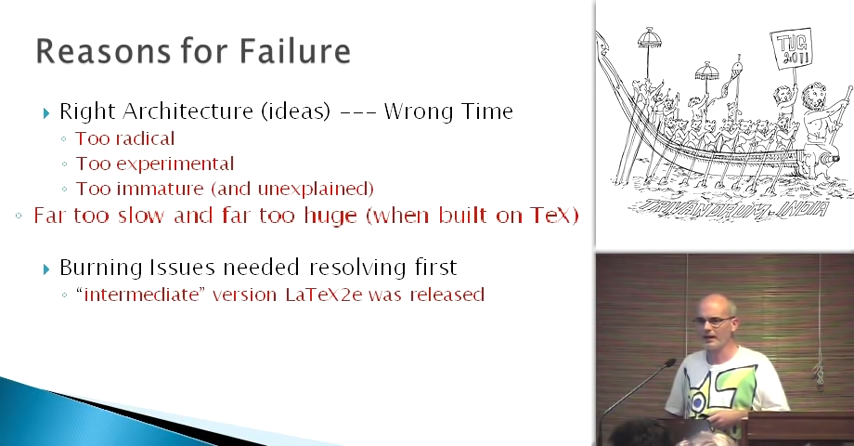 Reasons for Failure
Right Architecture (ideas) --- Wrong Time
Too radical
Too experimental
Too immature (and unexplained)
Far too slow and far too huge (when built on TeX)
Burning Issues needed resolving first
“intermediate” version LaTeX2e was released
TUG
2011
TRIVANDRUM-INDIA